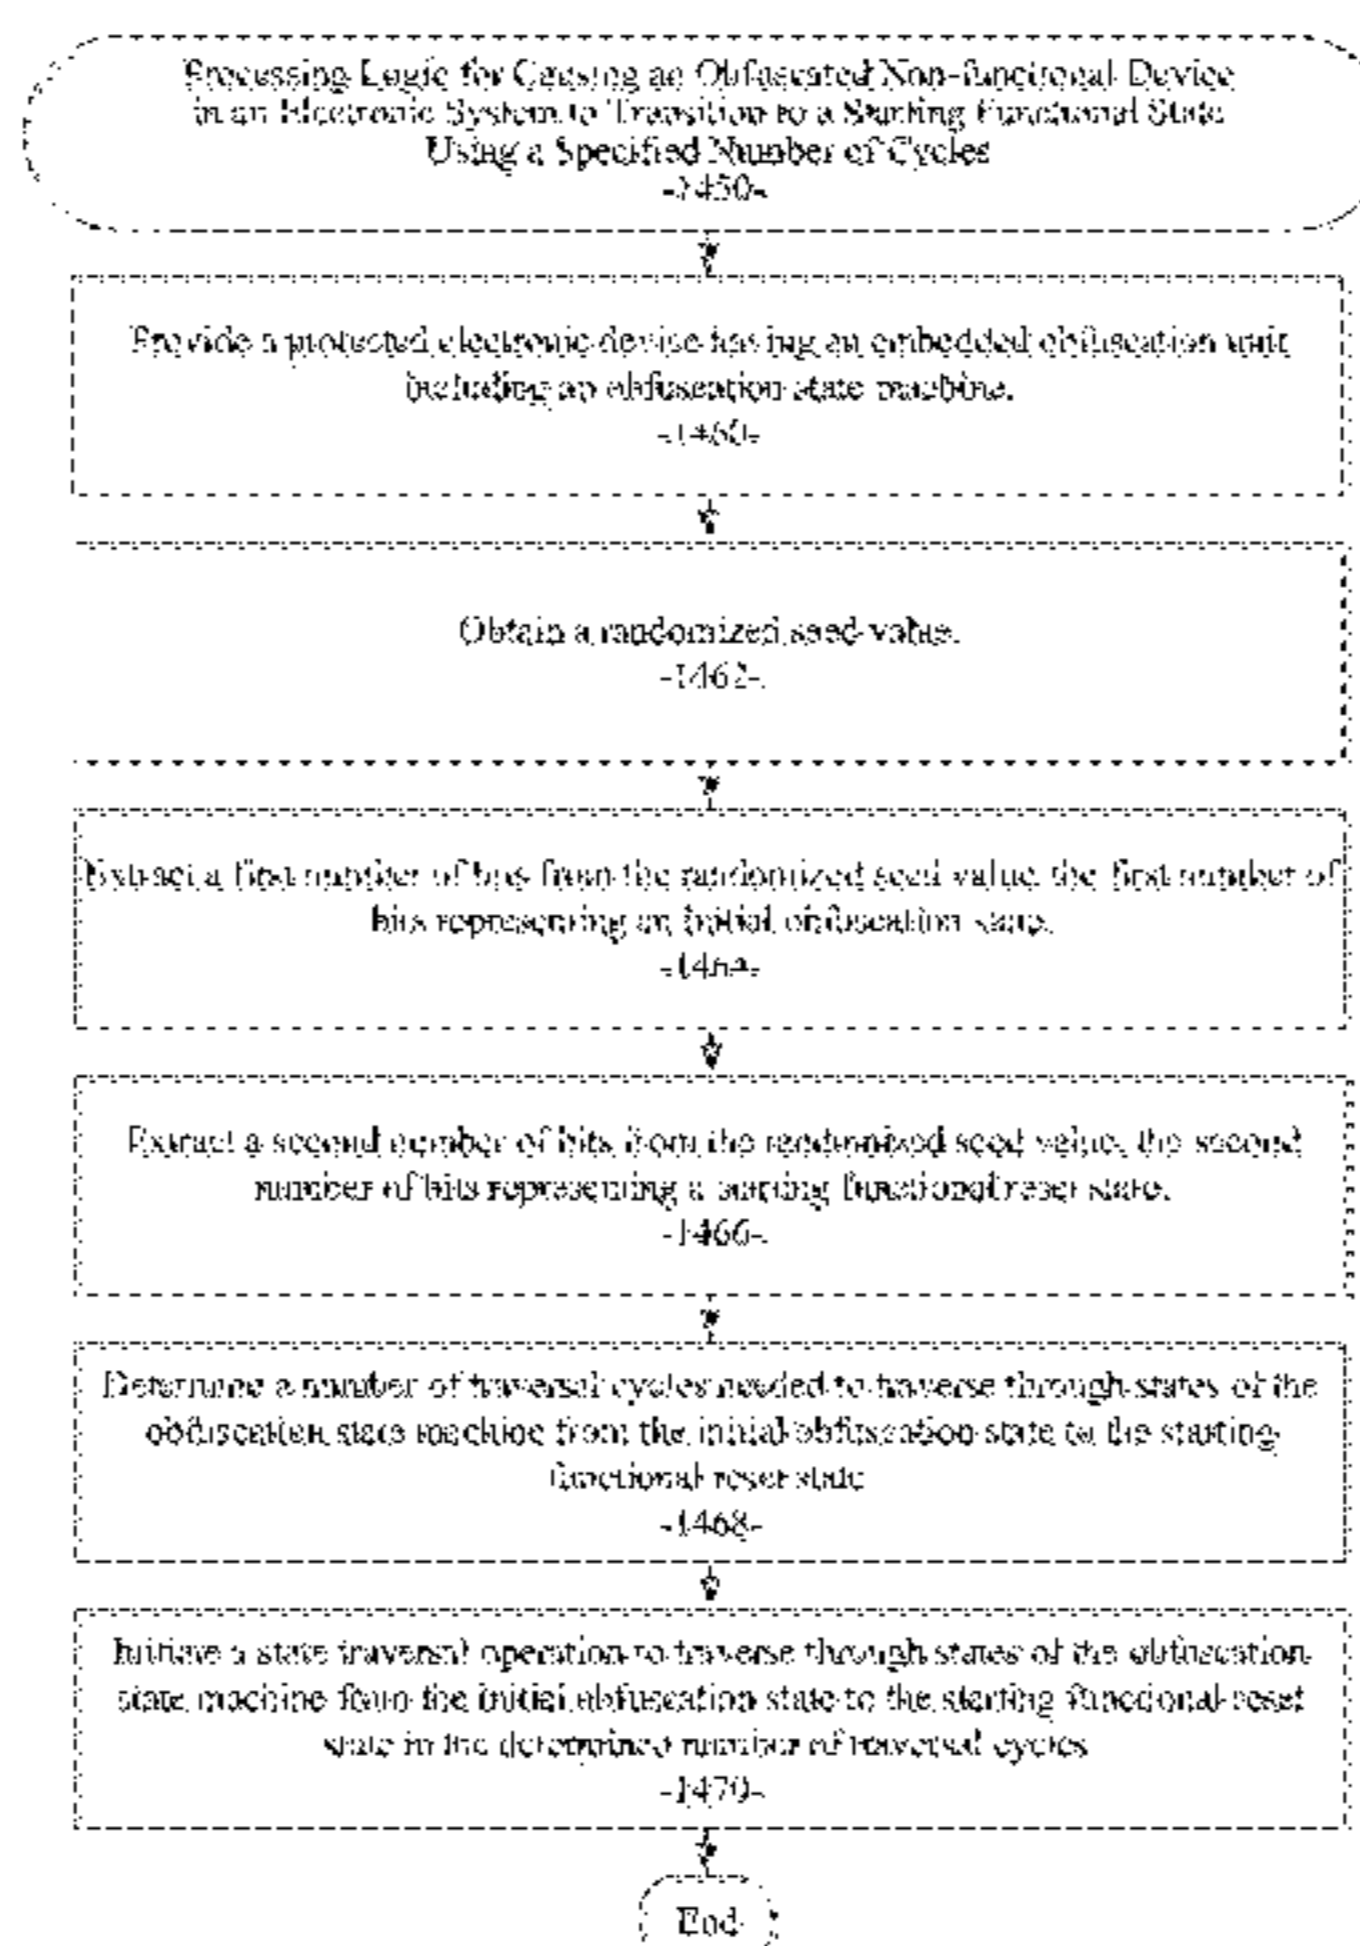 Processing Logic for Causing an Obfuscated Non-functional Device
in an Electronic System to Transition to a Starting Functional State
Using a Specified Number of Cycles
-1450-
Provide a protected electronic device having an embedded obfuscation unit
including an obfuscation state machine.
-1460-
Obtain a randomized seed value.
-1462-
Extract a first number of bits from the randomized seed value, the first number of
bits representing an initial obfuscation state.
-1464-
Extract a second number of bits from the randomized seed value, the second
number of bits representing a starting functional reset state.
-1466-
Determine a number of traversal cycles needed to traverse through states of the
obfuscation state machine from the initial obfuscation state to the starting
functional reset state
-1468-
Initiate a state traversal operation to traverse through states of the obfuscation
state machine from the initial obfuscation state to the starting functional reset
state in the determined number of traversal cycles
-1470-
End